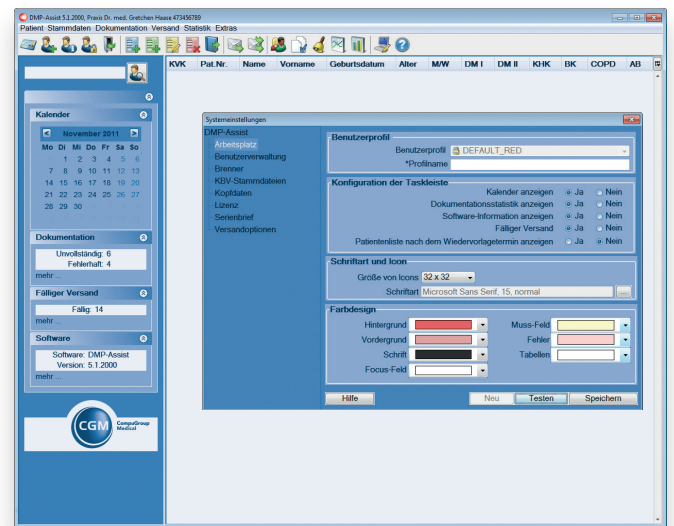 DMP-Assist 5.1.2000, Praxis Dr. med. Gretchen Haase 473456789
Patient Stammdaten Dokumentation Versand Statistik Extras
KVK Pat.Nr. Name Vorname Geburtsdatum Alter M/W DM I DM II KHK BK COPD AB
Kalender
November 2011
Mo Di Mi Do Fr Sa So
1 2 3 4 5 6
7 8 9 10 11 12 13
14 15 16 17 18 19 20
21 22 23 24 25 26 27
28 29 30
Dokumentation
Unvollständig: 6
Fehlerhaft: 4
mehr ...
Fälliger Versand
Fällig: 14
mehr ...
Software
Software: DMP-Assist
Version: 5.1.2000
mehr ...
CGM CompuGroup
Medical
Systemeinstellungen
DMP-Assist
Arbeitsplatz
Benutzerverwaltung
Brenner
KBV-Stammdateien
Kopfdaten
Lizenz
Serienbrief
Versandoptionen
Benutzerprofil
Benutzerprofil DEFAULT_RED
*Profilname
Konfiguration der Taskleiste
Kalender anzeigen Ja Nein
Dokumentationsstatistik anzeigen Ja Nein
Software-Information anzeigen Ja Nein
Fälliger Versand Ja Nein
Patientenliste nach dem Wiedervorlagetermin anzeigen Ja Nein
Schriftart und Icon
Größe von Icons 32 x 32
Schriftart Microsoft Sans Serif, 15, normal ...
Farbdesign
Hintergrund Muss-Feld
Vordergrund Fehler
Schrift Tabellen
Focus-Feld
Hilfe Neu Testen Speichern